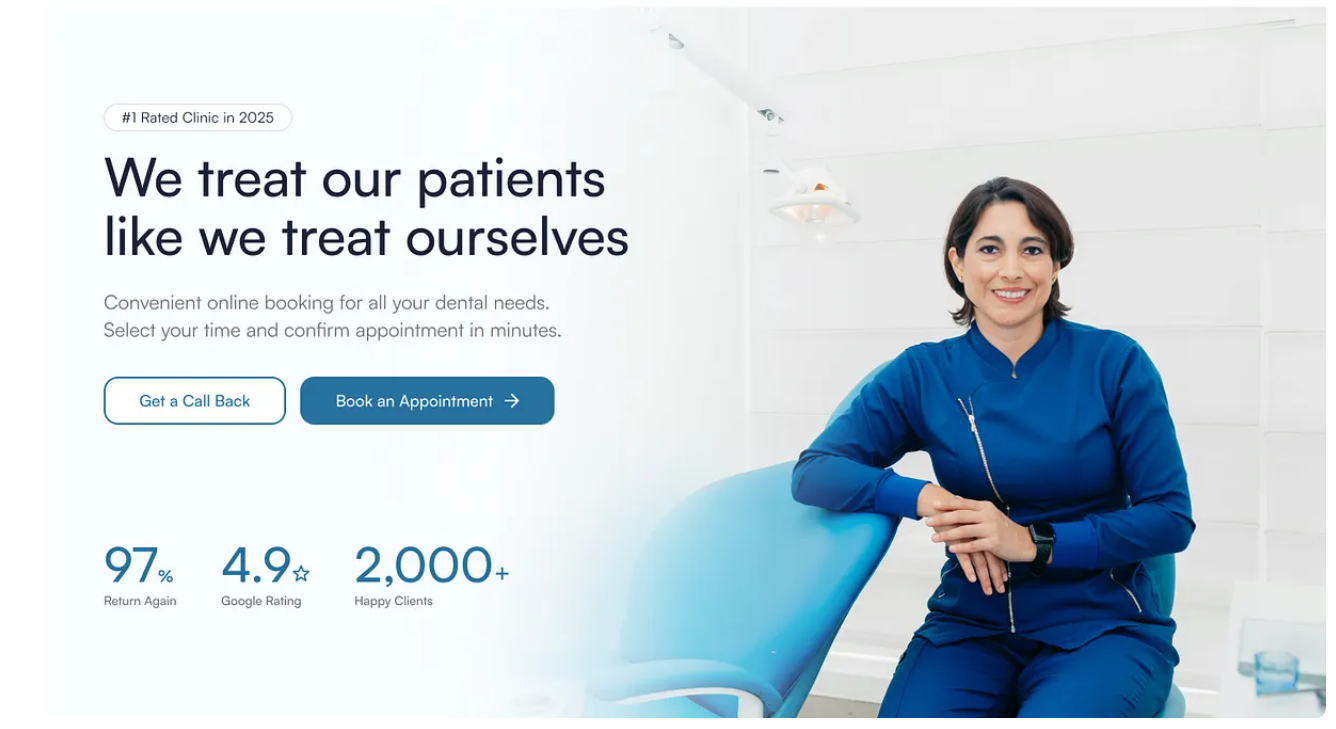 #1 Rated Clinic in 2025
We treat our patients
like we treat ourselves
Convenient online booking for all your dental needs.
Select your time and confirm appointment in minutes.
Get a Call Back
Book an Appointment →
97%
Return Again
4.9☆
Google Rating
2,000+
Happy Clients